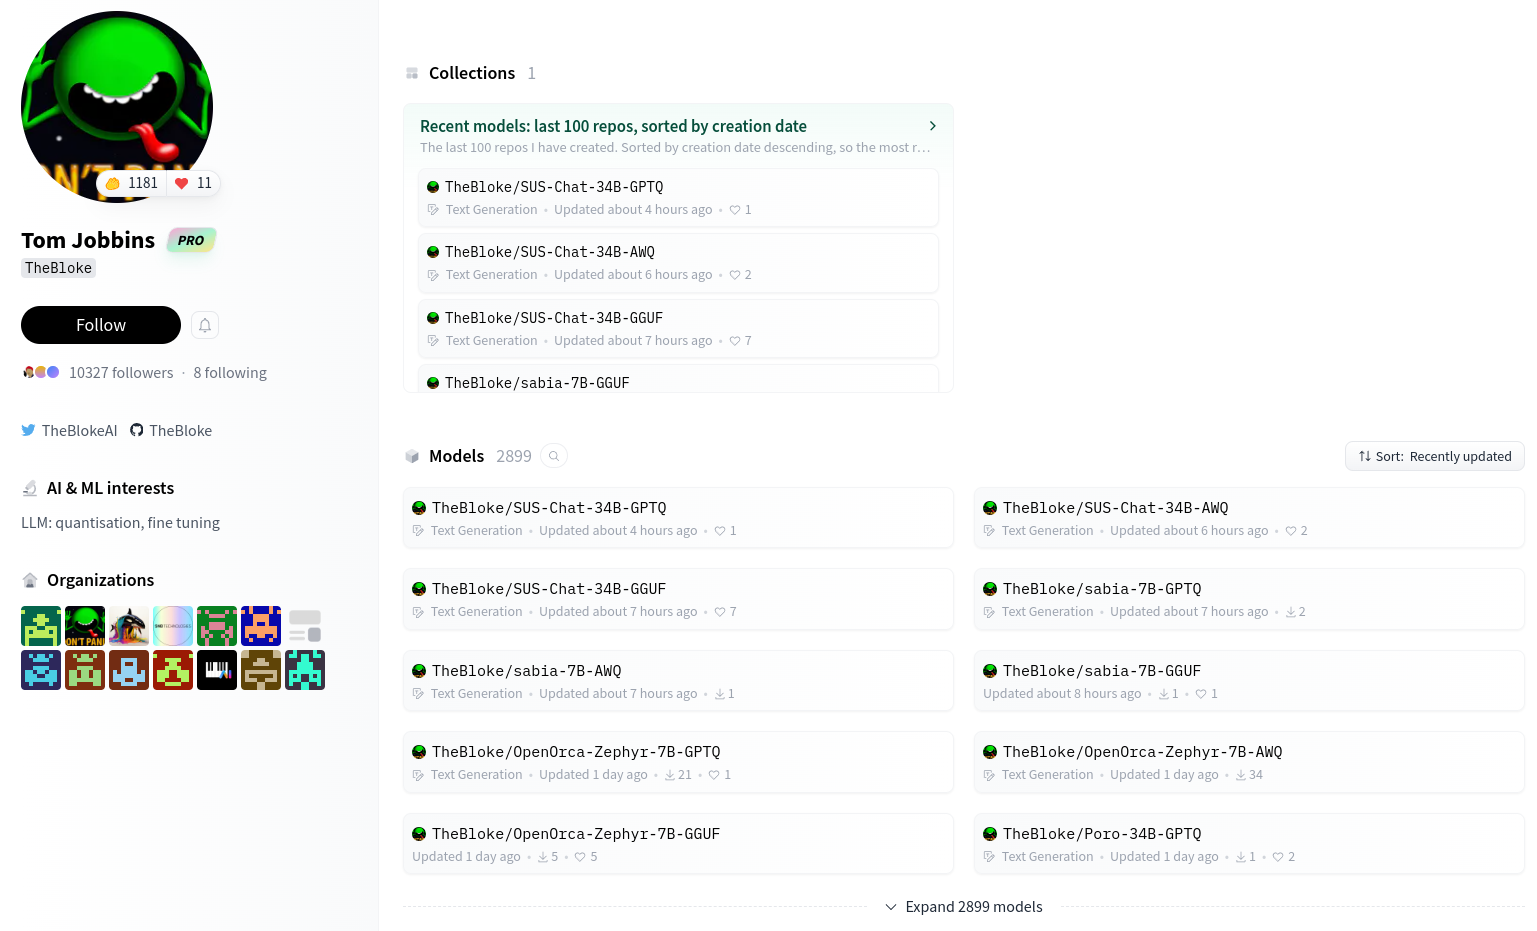 ON'T PAN
1181 11
Tom Jobbins PRO
TheBloke
Follow
10327 followers · 8 following
TheBlokeAI TheBloke
AI & ML interests
LLM: quantisation, fine tuning
Organizations
ON'T PANI
Collections 1
Recent models: last 100 repos, sorted by creation date
The last 100 repos I have created. Sorted by creation date descending, so the most r…
TheBloke/SUS-Chat-34B-GPTQ
Text Generation • Updated about 4 hours ago • 1
TheBloke/SUS-Chat-34B-AWQ
Text Generation • Updated about 6 hours ago • 2
TheBloke/SUS-Chat-34B-GGUF
Text Generation • Updated about 7 hours ago • 7
TheBloke/sabia-7B-GGUF
Models 2899
Sort: Recently updated
TheBloke/SUS-Chat-34B-GPTQ
Text Generation • Updated about 4 hours ago • 1
TheBloke/SUS-Chat-34B-AWQ
Text Generation • Updated about 6 hours ago • 2
TheBloke/SUS-Chat-34B-GGUF
Text Generation • Updated about 7 hours ago • 7
TheBloke/sabia-7B-GPTQ
Text Generation • Updated about 7 hours ago • 2
TheBloke/sabia-7B-AWQ
Text Generation • Updated about 7 hours ago • 1
TheBloke/sabia-7B-GGUF
Updated about 8 hours ago • 1 • 1
TheBloke/OpenOrca-Zephyr-7B-GPTQ
Text Generation • Updated 1 day ago • 21 • 1
TheBloke/OpenOrca-Zephyr-7B-AWQ
Text Generation • Updated 1 day ago • 34
TheBloke/OpenOrca-Zephyr-7B-GGUF
Updated 1 day ago • 5 • 5
TheBloke/Poro-34B-GPTQ
Text Generation • Updated 1 day ago • 1 • 2
Expand 2899 models